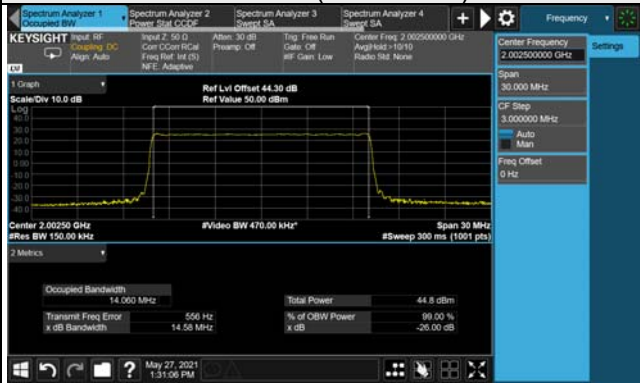 Spectrum Analyzer 1
Occupied BW
Spectrum Analyzer 2
Power Stat CCDF
Spectrum Analyzer 3
Swept SA
Spectrum Analyzer 4
Swept SA
Frequency
KEYSIGHT
Input: RF
Coupling: DC
Align: Auto
Input Z: 50 Ω
Corr CCorr RCal
Freq Ref: Int (S)
NFE: Adaptive
Atten: 30 dB
Preamp: Off
Trig: Free Run
Gate: Off
#IF Gain: Low
Center Freq: 2.002500000 GHz
Avg|Hold:>10/10
Radio Std: None
LXI
Center Frequency
2.002500000 GHz
Settings
Span
30.000 MHz
CF Step
3.000000 MHz
Auto
Man
Freq Offset
0 Hz
1 Graph
Scale/Div 10.0 dB
Ref Lvl Offset 44.30 dB
Ref Value 50.00 dBm
Log
40.0
30.0
20.0
10.0
0.00
-10.0
-20.0
-30.0
-40.0
Center 2.00250 GHz
#Res BW 150.00 kHz
#Video BW 470.00 kHz*
Span 30 MHz
#Sweep 300 ms (1001 pts)
2 Metrics
Occupied Bandwidth
14.060 MHz
Total Power 44.8 dBm
Transmit Freq Error 556 Hz
% of OBW Power 99.00 %
x dB Bandwidth 14.58 MHz
x dB -26.00 dB
?
May 27, 2021
1:31:06 PM